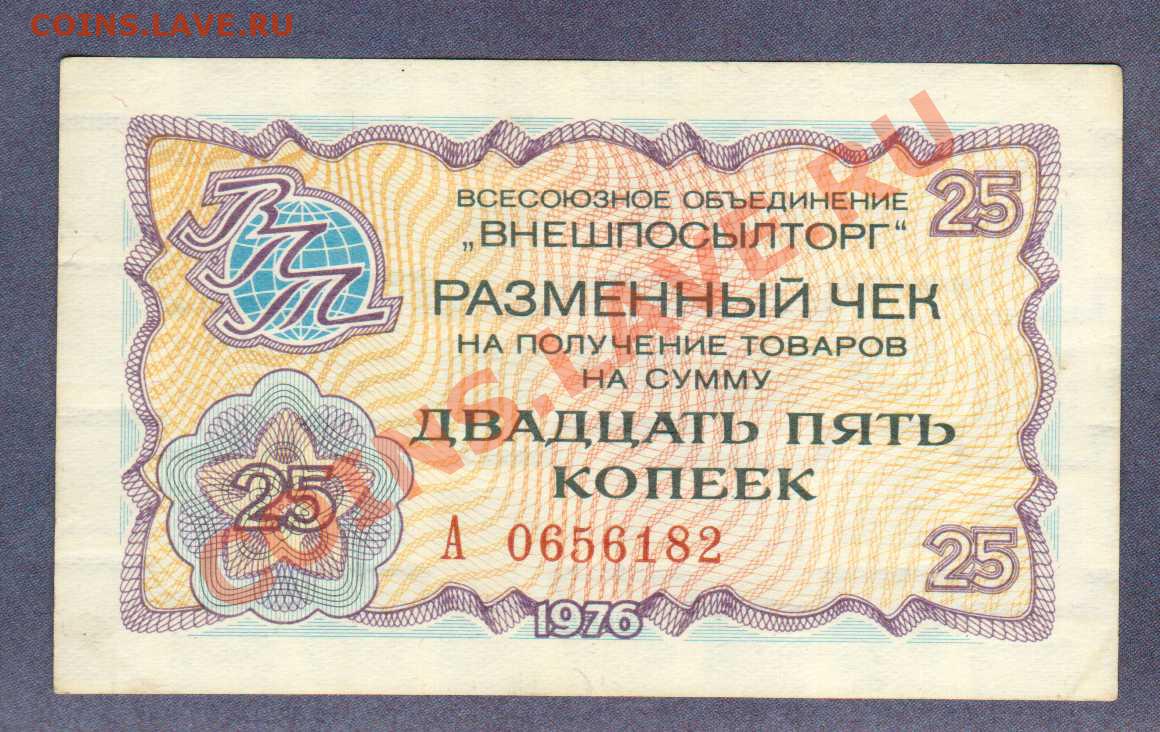 COINS.LAVE.RU
ВСЕСОЮЗНОЕ ОБЪЕДИНЕНИЕ
25
„ВНЕШПОСЫЛТОРГ“
ВПТ
РАЗМЕННЫЙ ЧЕК
НА ПОЛУЧЕНИЕ ТОВАРОВ
НА СУММУ
ДВАДЦАТЬ ПЯТЬ
КОПЕЕК
25
А 0656182
25
1976
COINS.LAVE.RU